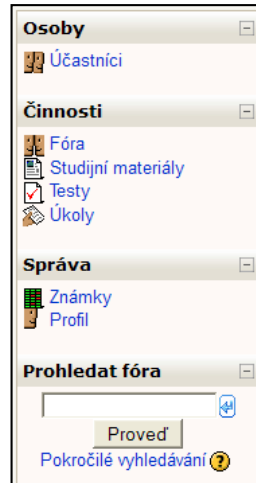 Osoby
Účastníci
Činnosti
Fóra
Studijní materiály
Testy
Úkoly
Správa
Známky
Profil
Prohledat fóra
Proveď
Pokročilé vyhledávání ?